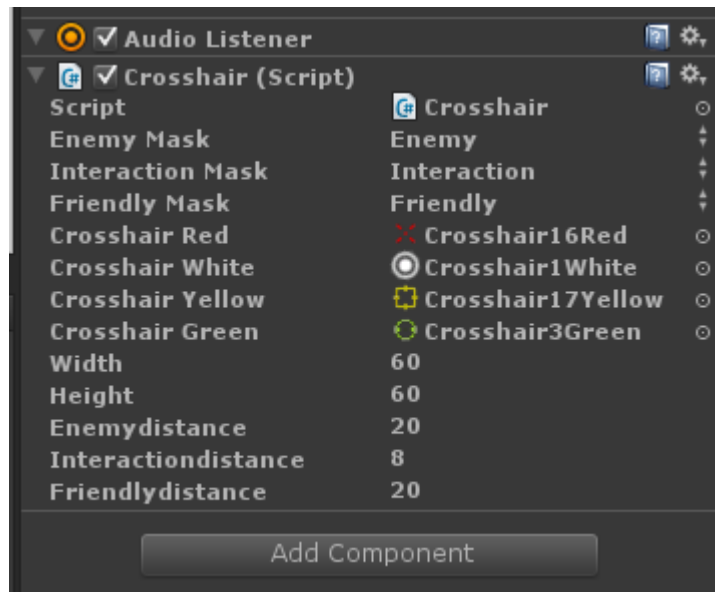 Audio Listener
Crosshair (Script)
Script Crosshair
Enemy Mask Enemy
Interaction Mask Interaction
Friendly Mask Friendly
Crosshair Red Crosshair16Red
Crosshair White Crosshair1White
Crosshair Yellow Crosshair17Yellow
Crosshair Green Crosshair3Green
Width 60
Height 60
Enemydistance 20
Interactiondistance 8
Friendlydistance 20
Add Component